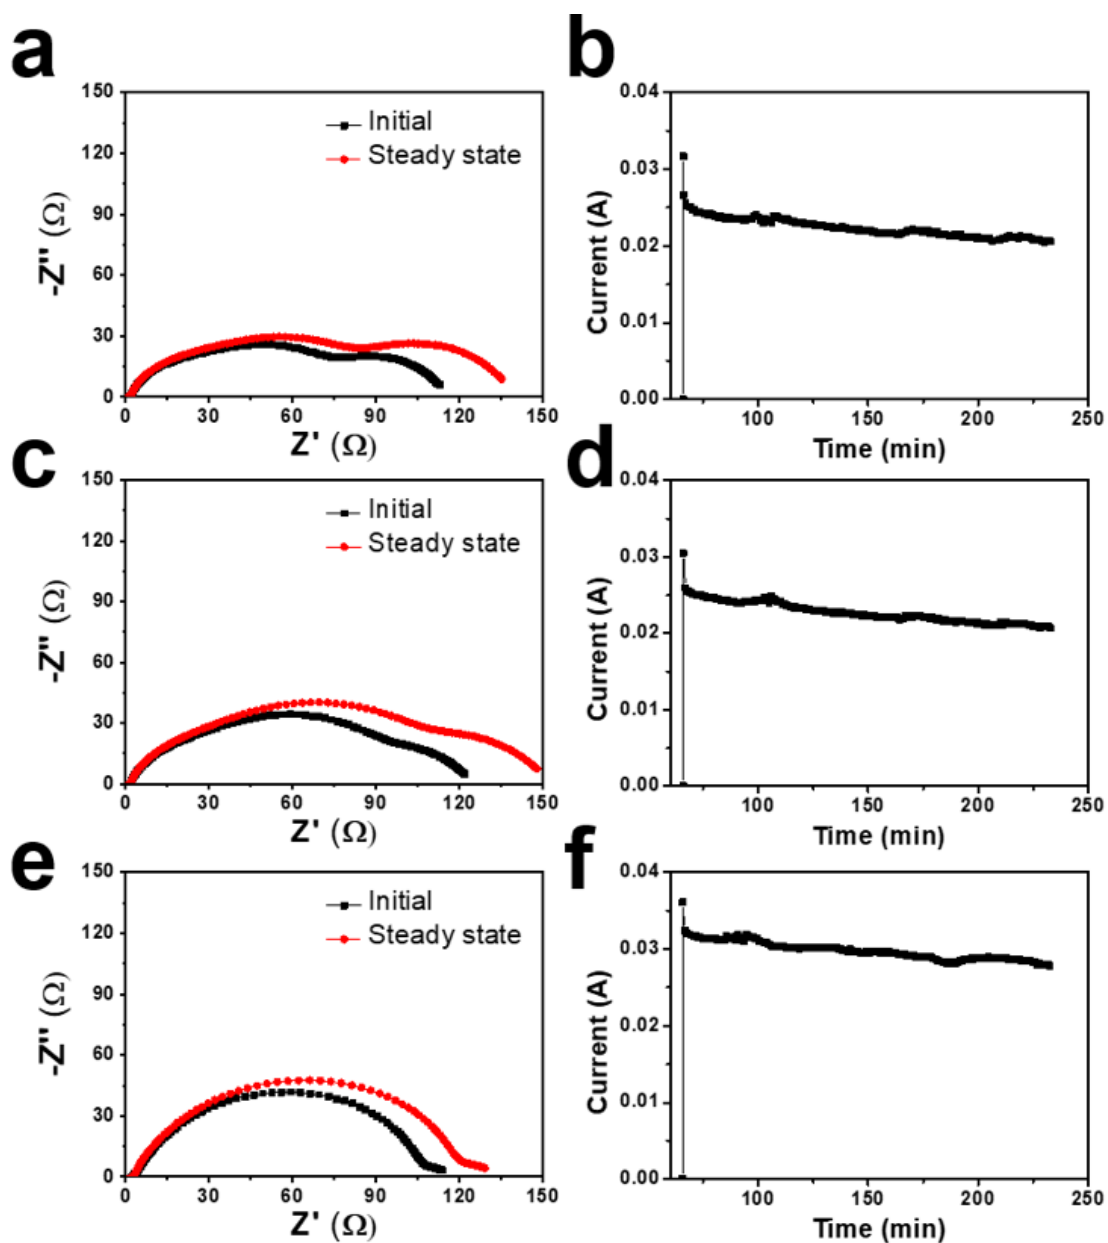 a
150
120
90
60
30
0
0 30 60 90 120 150
-Z'' (Ω)
Z' (Ω)
Initial
Steady state
b
0.04
0.03
0.02
0.01
0.00
100 150 200 250
Current (A)
Time (min)
c
150
120
90
60
30
0
0 30 60 90 120 150
-Z'' (Ω)
Z' (Ω)
Initial
Steady state
d
0.04
0.03
0.02
0.01
0.00
100 150 200 250
Current (A)
Time (min)
e
150
120
90
60
30
0
0 30 60 90 120 150
-Z'' (Ω)
Z' (Ω)
Initial
Steady state
f
0.04
0.03
0.02
0.01
0.00
100 150 200 250
Current (A)
Time (min)